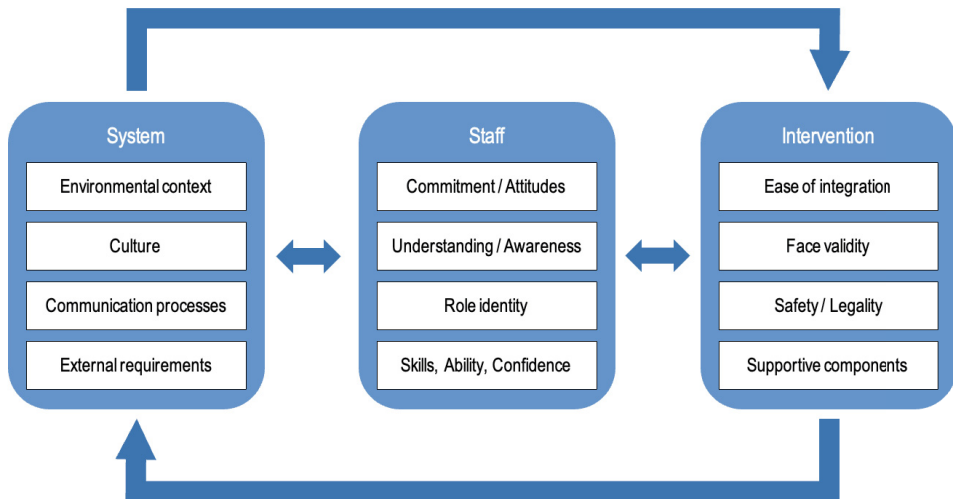 System
Environmental context
Culture
Communication processes
External requirements
Staff
Commitment / Attitudes
Understanding / Awareness
Role identity
Skills, Ability, Confidence
Intervention
Ease of integration
Face validity
Safety / Legality
Supportive components